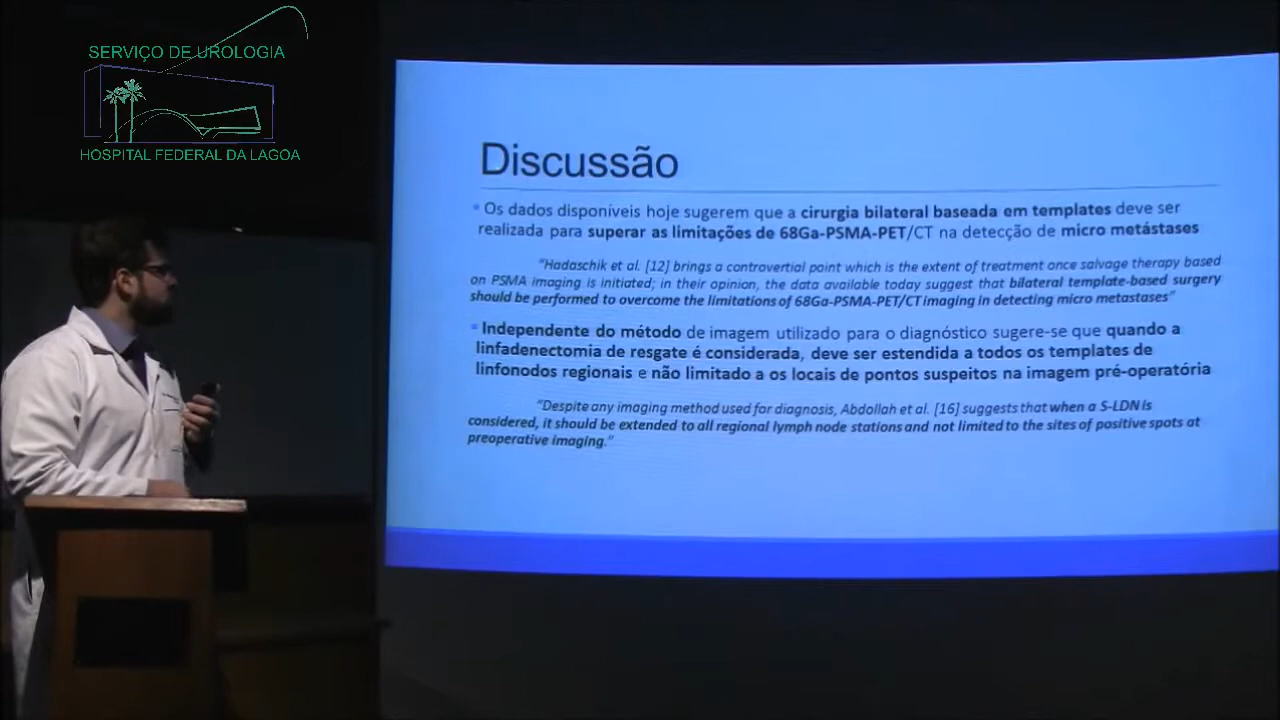 SERVIÇO DE UROLOGIA
HOSPITAL FEDERAL DA LAGOA
Discussão
Os dados disponíveis hoje sugerem que a cirurgia bilateral baseada em templates deve ser
realizada para superar as limitações de 68Ga-PSMA-PET/CT na detecção de micro metástases
"Hadaschik et al. [12] brings a controvertial point which is the extent of treatment once salvage therapy based
on PSMA imaging is initiated; in their opinion, the data available today suggest that bilateral template-based surgery
should be performed to overcome the limitations of 68Ga-PSMA-PET/CT imaging in detecting micro metastases"
Independente do método de imagem utilizado para o diagnóstico sugere-se que quando a
linfadenectomia de resgate é considerada, deve ser estendida a todos os templates de
linfonodos regionais e não limitado a os locais de pontos suspeitos na imagem pré-operatória
"Despite any imaging method used for diagnosis, Abdollah et al. [16] suggests that when a S-LDN is
considered, it should be extended to all regional lymph node stations and not limited to the sites of positive spots at
preoperative imaging."